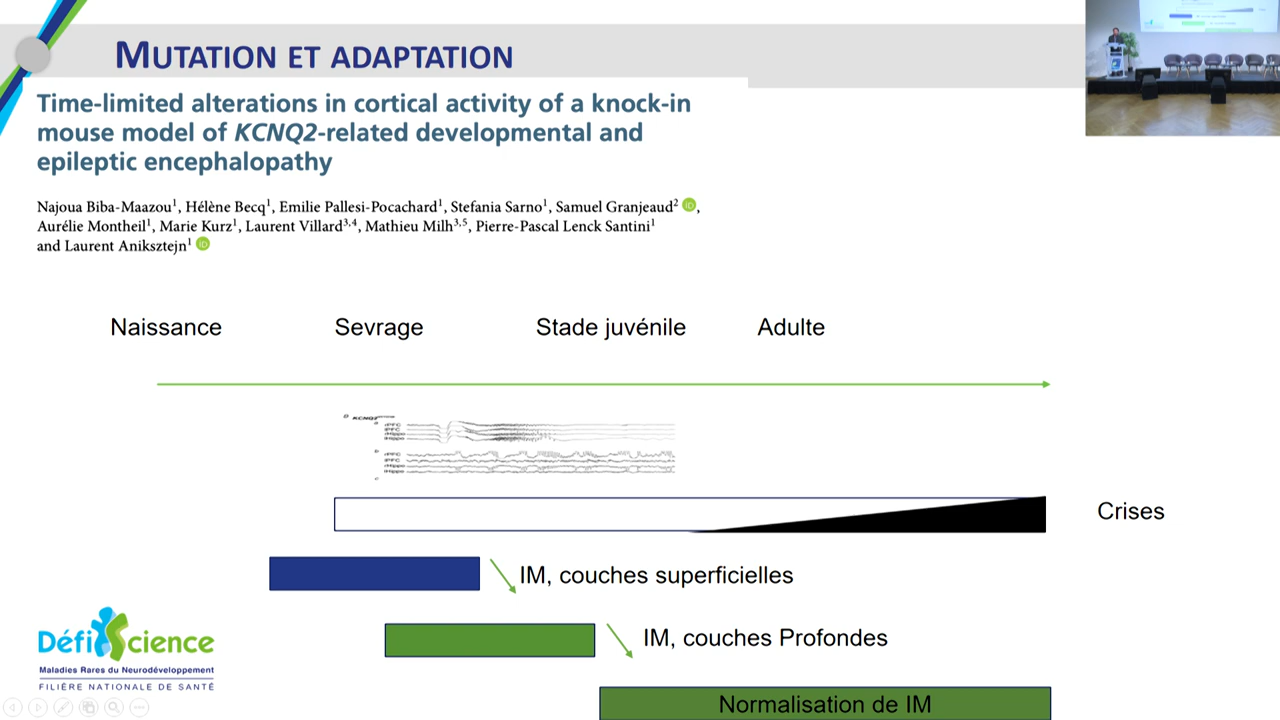 MUTATION ET ADAPTATION
Time-limited alterations in cortical activity of a knock-in
mouse model of KCNQ2-related developmental and
epileptic encephalopathy
Najoua Biba-Maazou1, Hélène Becq1, Emilie Pallesi-Pocachard1, Stefania Sarno1, Samuel Granjeaud2 iD,
Aurélie Montheil1, Marie Kurz1, Laurent Villard3,4, Mathieu Milh3,5, Pierre-Pascal Lenck Santini1
and Laurent Aniksztejn1 iD
Naissance
Sevrage
Stade juvénile
Adulte
KCNQ2
Crises
IM, couches superficielles
IM, couches Profondes
Normalisation de IM
DéfiScience
Maladies Rares du Neurodéveloppement
FILIÈRE NATIONALE DE SANTÉ